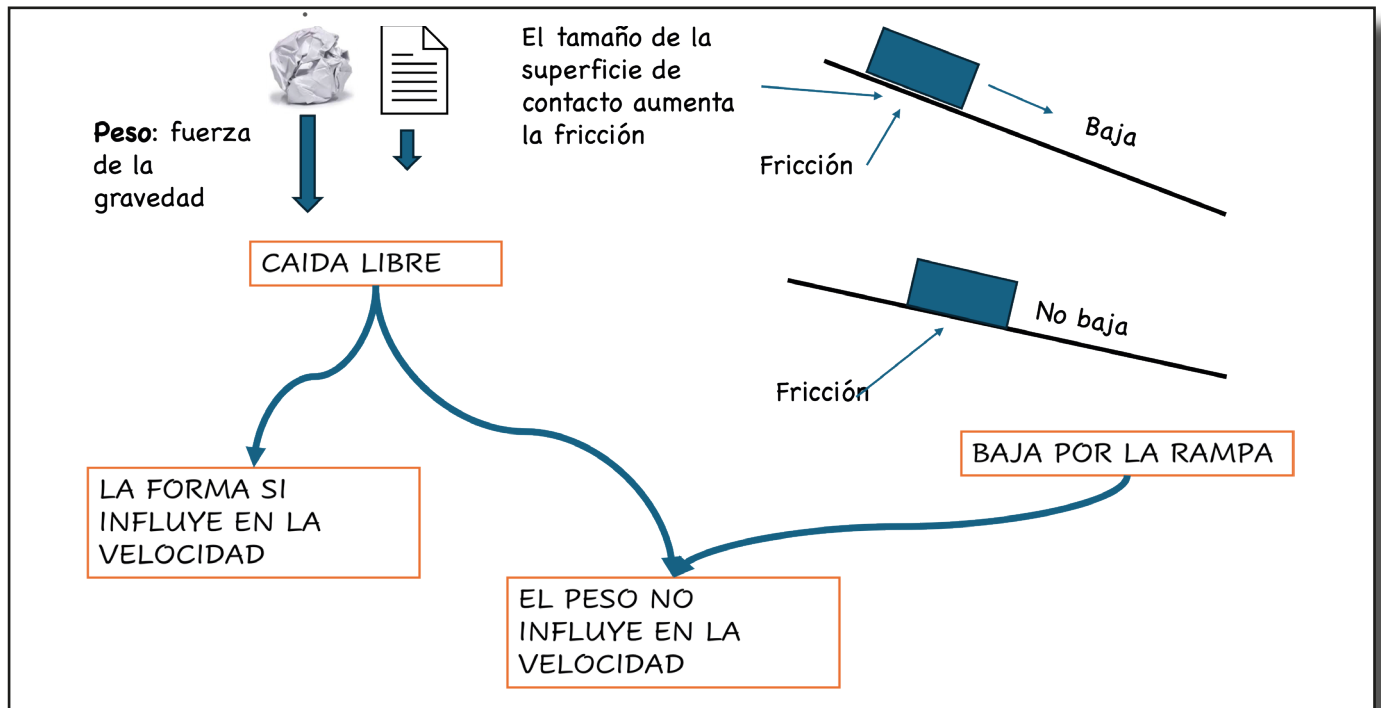 Peso: fuerza
de la
gravedad
El tamaño de la
superficie de
contacto aumenta
la fricción
Fricción
Baja
CAIDA LIBRE
No baja
Fricción
BAJA POR LA RAMPA
LA FORMA SI
INFLUYE EN LA
VELOCIDAD
EL PESO NO
INFLUYE EN LA
VELOCIDAD